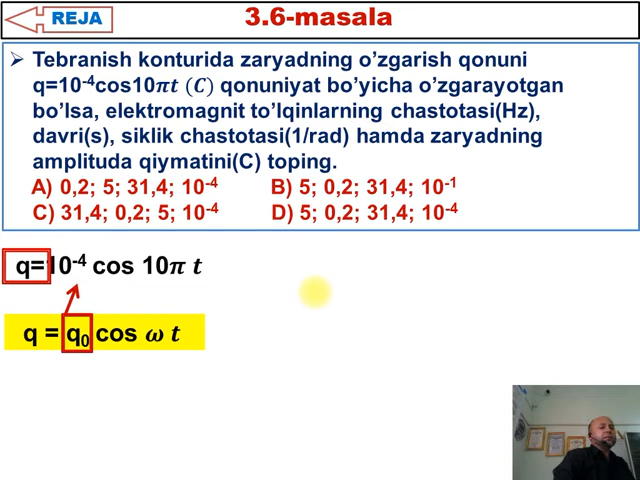 REJA
3.6-masala
➢ Tebranish konturida zaryadning o’zgarish qonuni
q=10⁻⁴cos10𝝅𝒕 (𝑪) qonuniyat bo’yicha o’zgarayotgan
bo’lsa, elektromagnit to’lqinlarning chastotasi(Hz),
davri(s), siklik chastotasi(1/rad) hamda zaryadning
amplituda qiymatini(C) toping.
A) 0,2; 5; 31,4; 10⁻⁴ B) 5; 0,2; 31,4; 10⁻¹
C) 31,4; 0,2; 5; 10⁻⁴ D) 5; 0,2; 31,4; 10⁻⁴
q=10⁻⁴ cos 10𝝅 𝒕
q = q₀ cos 𝝎 𝒕